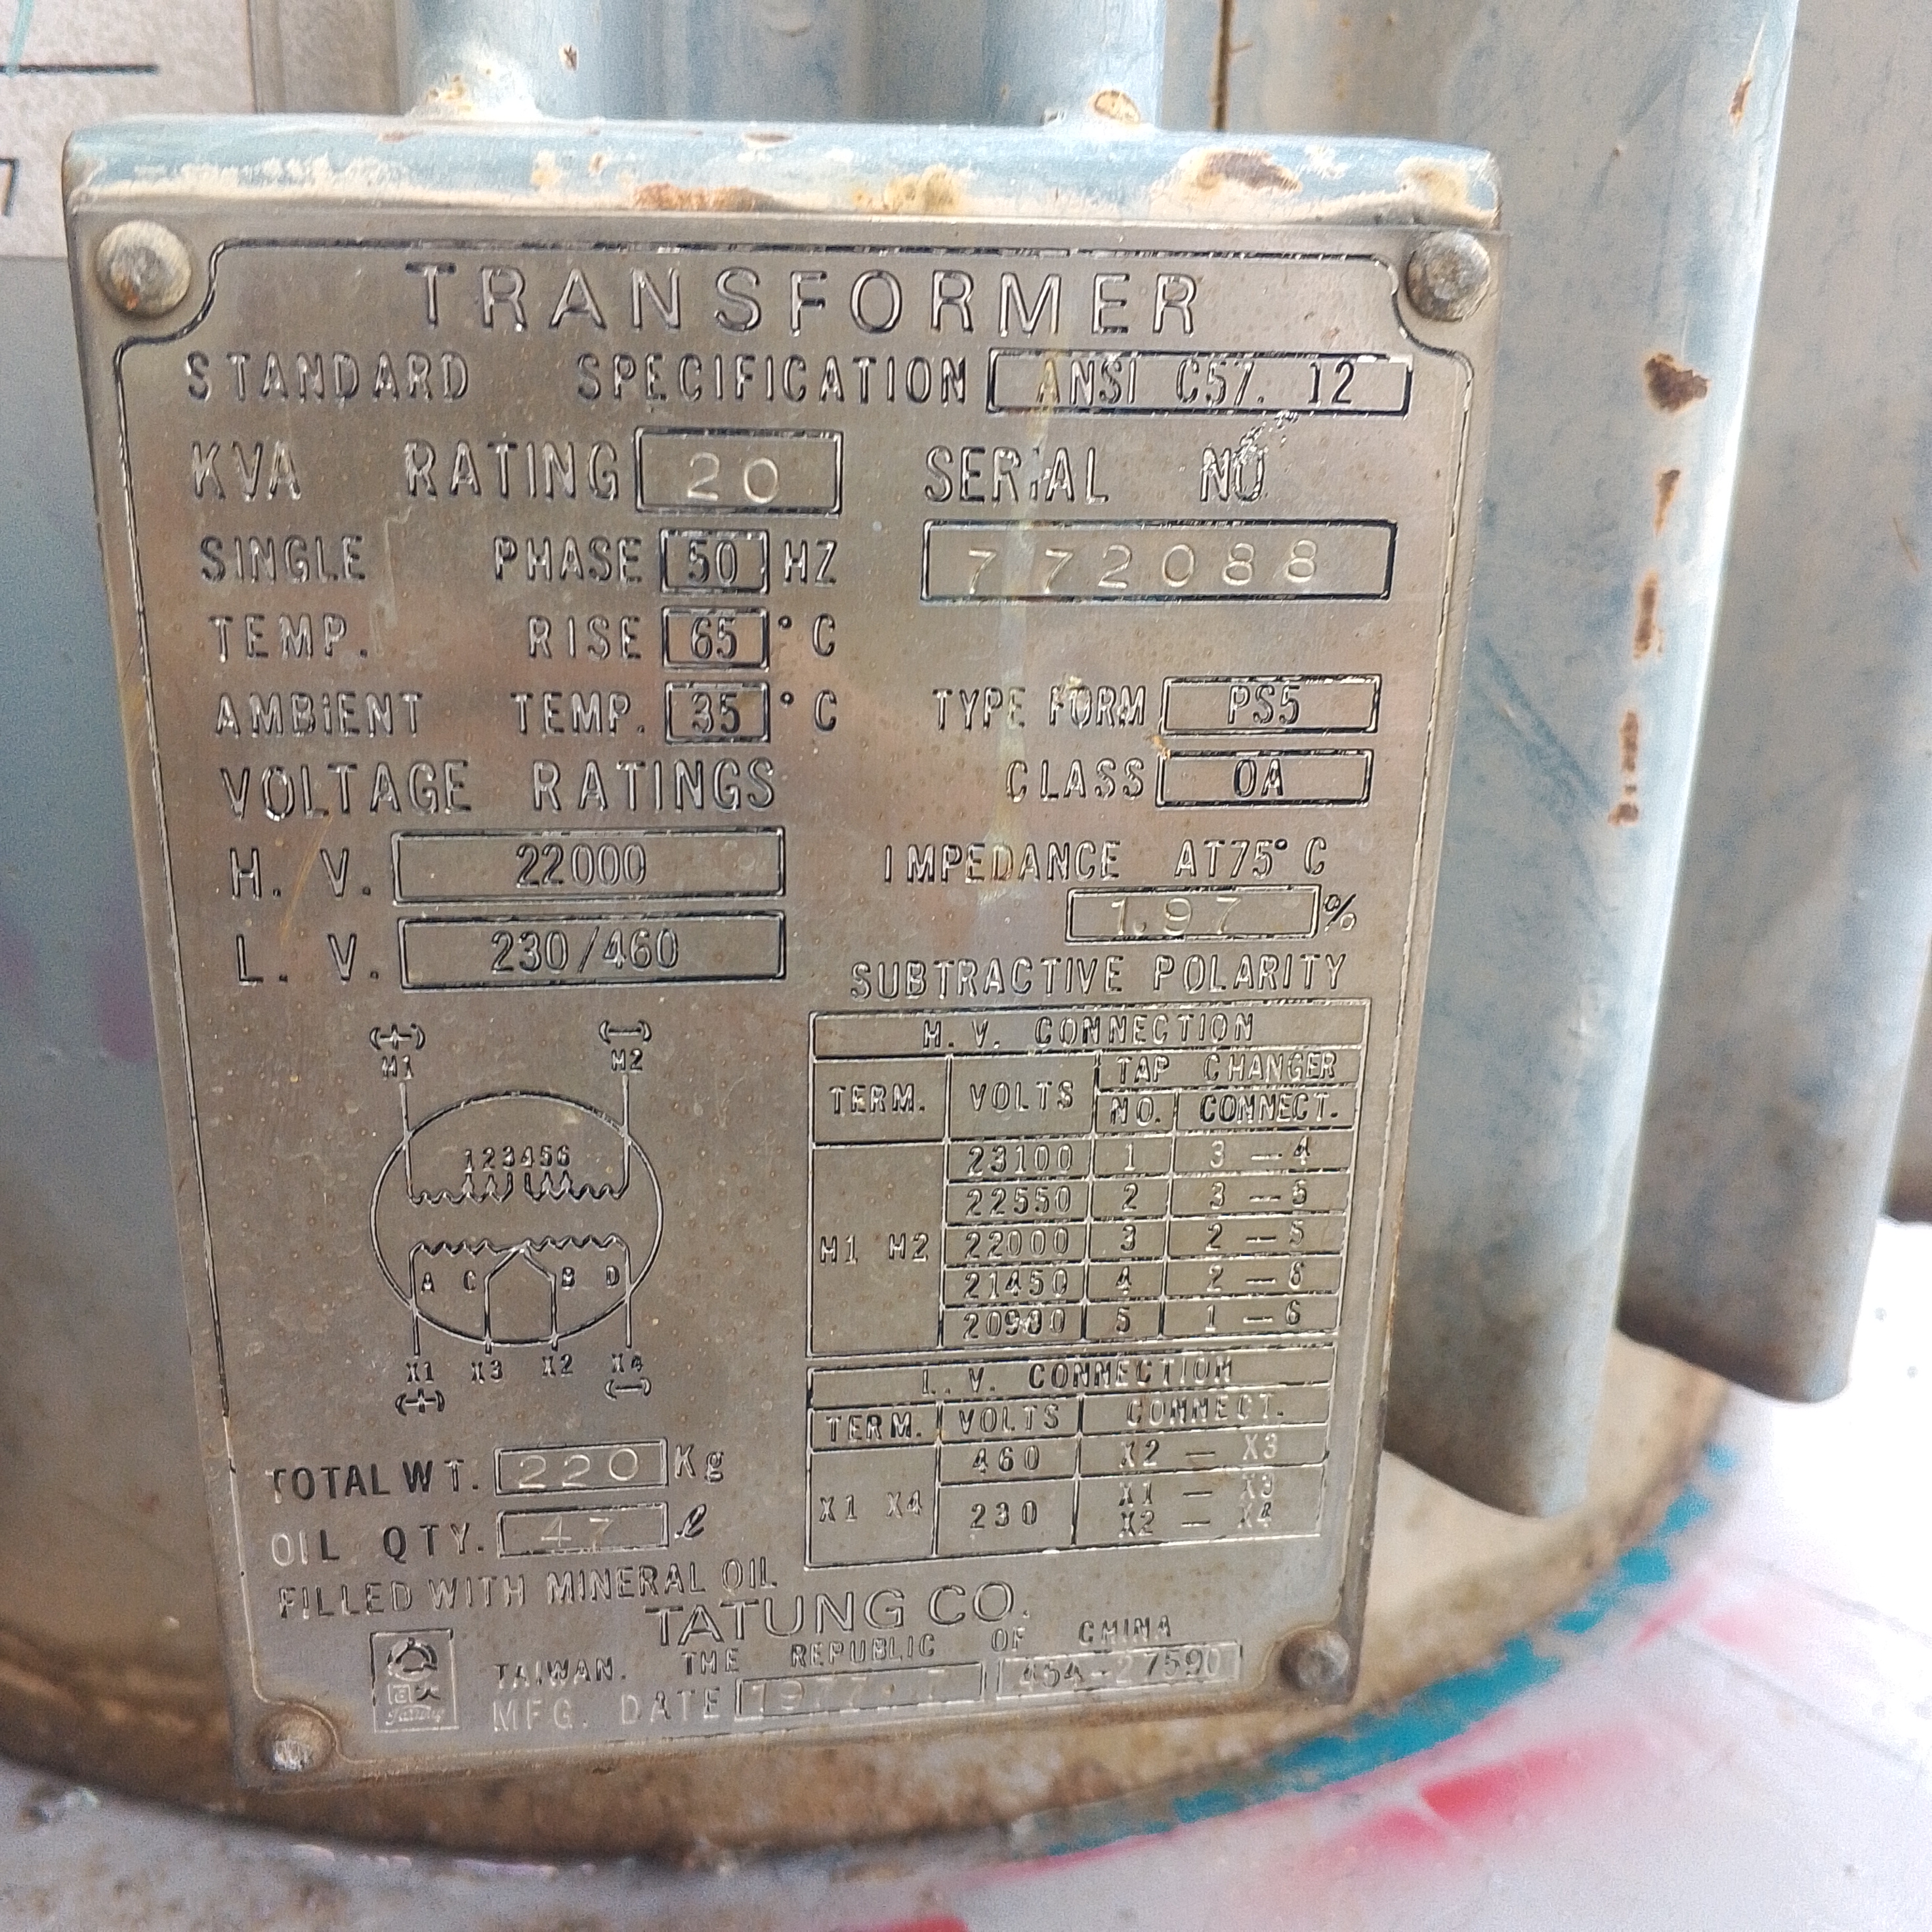 TRANSFORMER
STANDARD SPECIFICATION ANSI C57. 12
KVA RATING 20 SERIAL NO
SINGLE PHASE 50 HZ 772088
TEMP. RISE 65 °C
AMBIENT TEMP. 35 °C TYPE FORM PS5
VOLTAGE RATINGS CLASS OA
H. V. 22000 IMPEDANCE AT75°C
1.97 %
L. V. 230/460
SUBTRACTIVE POLARITY
(+) (—)
H1 H2
123456
A C B D
X1 X3 X2 X4
(+) (—)
H. V. CONNECTION
TERM. VOLTS TAP CHANGER
NO. CONNECT.
23100 1 3 — 4
22550 2 3 — 5
H1 H2 22000 3 2 — 5
21450 4 2 — 6
20900 5 1 — 6
L. V. CONNECTION
TERM. VOLTS CONNECT.
460 X2 — X3
X1 X4 230 X1 — X3
X2 — X4
TOTAL WT. 220 Kg
OIL QTY. 47 ℓ
FILLED WITH MINERAL OIL
TATUNG CO.
TAIWAN. THE REPUBLIC OF CHINA
MFG. DATE 1977. 7 454-27590
7